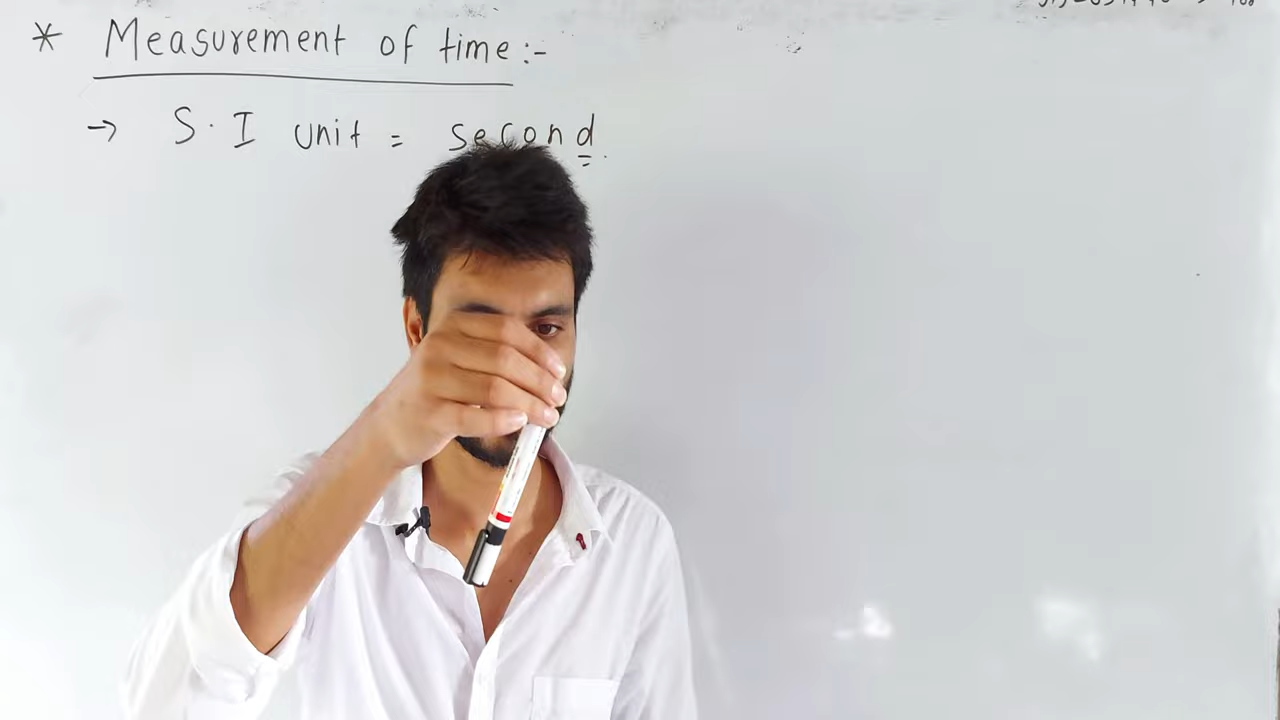 * Measurement of time :-
→ S.I unit = second.